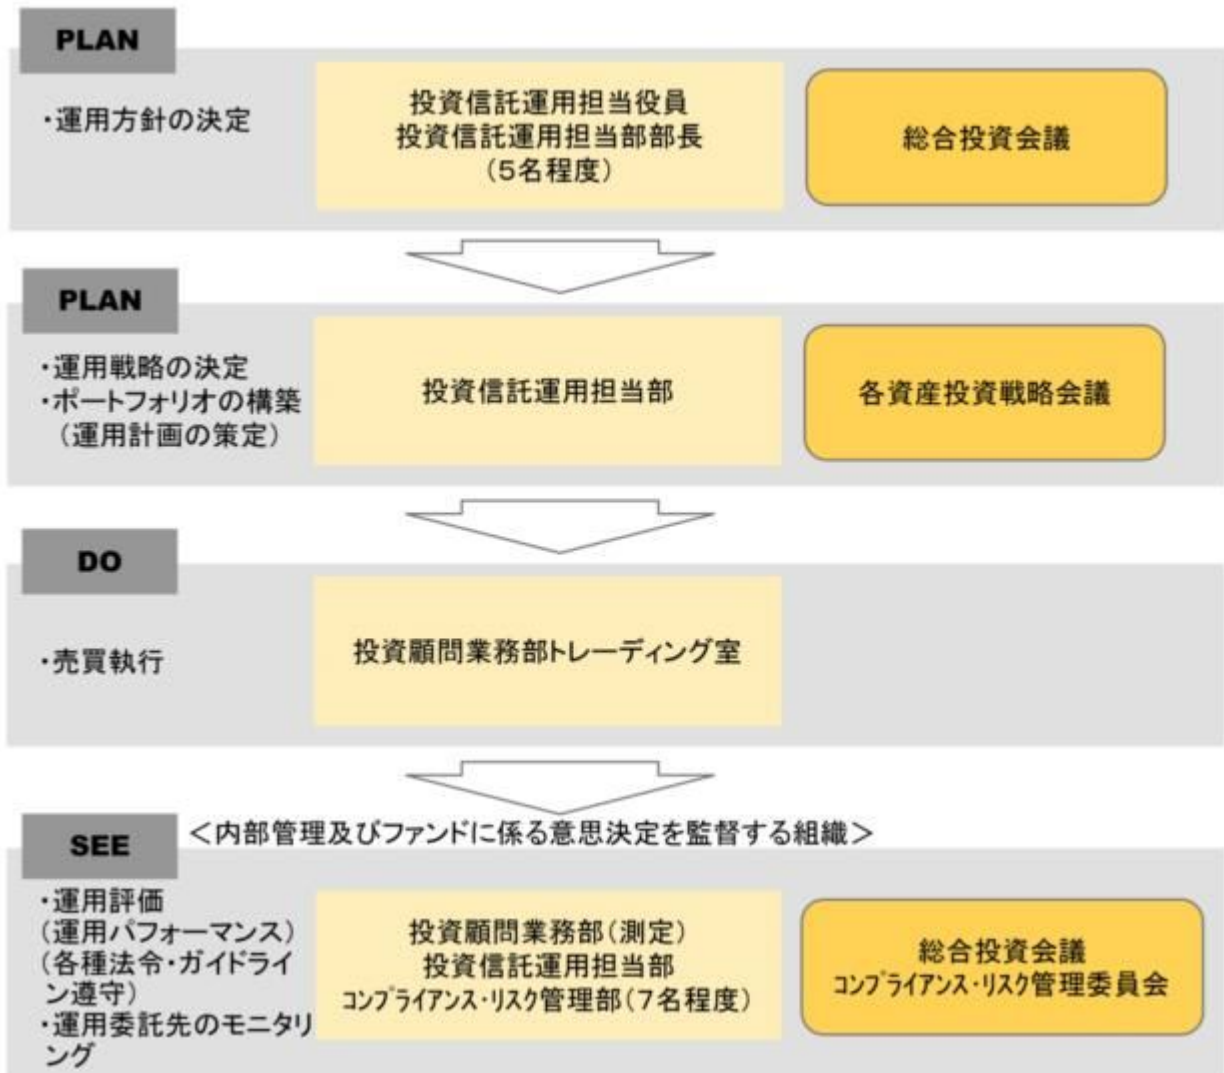 PLAN
・運用方針の決定
投資信託運用担当役員
投資信託運用担当部部長
(5名程度)
総合投資会議
PLAN
・運用戦略の決定
・ポートフォリオの構築
(運用計画の策定)
投資信託運用担当部
各資産投資戦略会議
DO
・売買執行
投資顧問業務部トレーディング室
SEE
＜内部管理及びファンドに係る意思決定を監督する組織＞
・運用評価
(運用パフォーマンス)
(各種法令・ガイドライ
ン遵守)
・運用委託先のモニタリ
ング
投資顧問業務部(測定)
投資信託運用担当部
ｺﾝﾌﾟﾗｲｱﾝｽ・ﾘｽｸ管理部(7名程度)
総合投資会議
ｺﾝﾌﾟﾗｲｱﾝｽ・ﾘｽｸ管理委員会